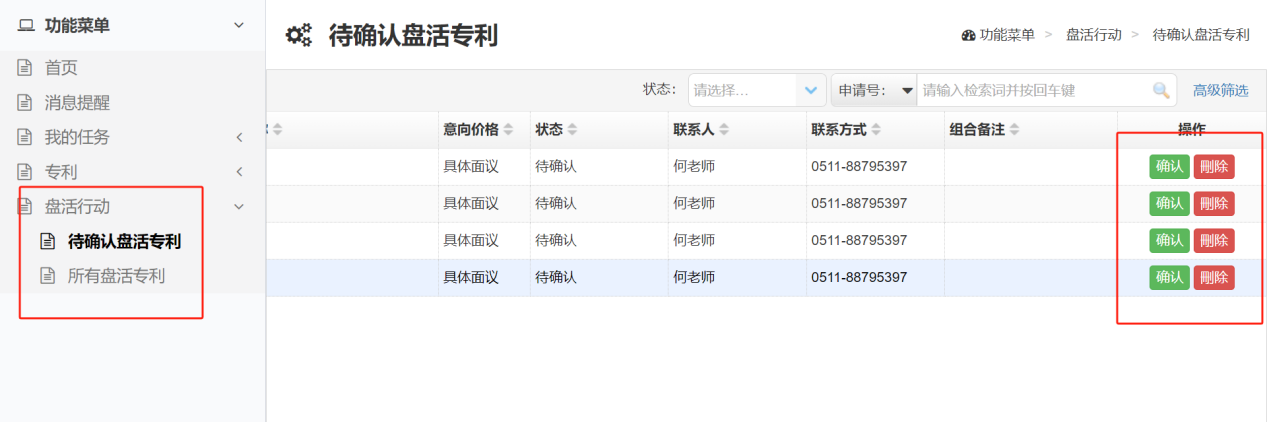 功能菜单
首页
消息提醒
我的任务
专利
盘活行动
待确认盘活专利
所有盘活专利
待确认盘活专利
功能菜单 > 盘活行动 > 待确认盘活专利
状态: 请选择... 申请号: 请输入检索词并按回车键 高级筛选
意向价格 状态 联系人 联系方式 组合备注 操作
具体面议 待确认 何老师 0511-88795397 确认 刪除
具体面议 待确认 何老师 0511-88795397 确认 刪除
具体面议 待确认 何老师 0511-88795397 确认 刪除
具体面议 待确认 何老师 0511-88795397 确认 刪除